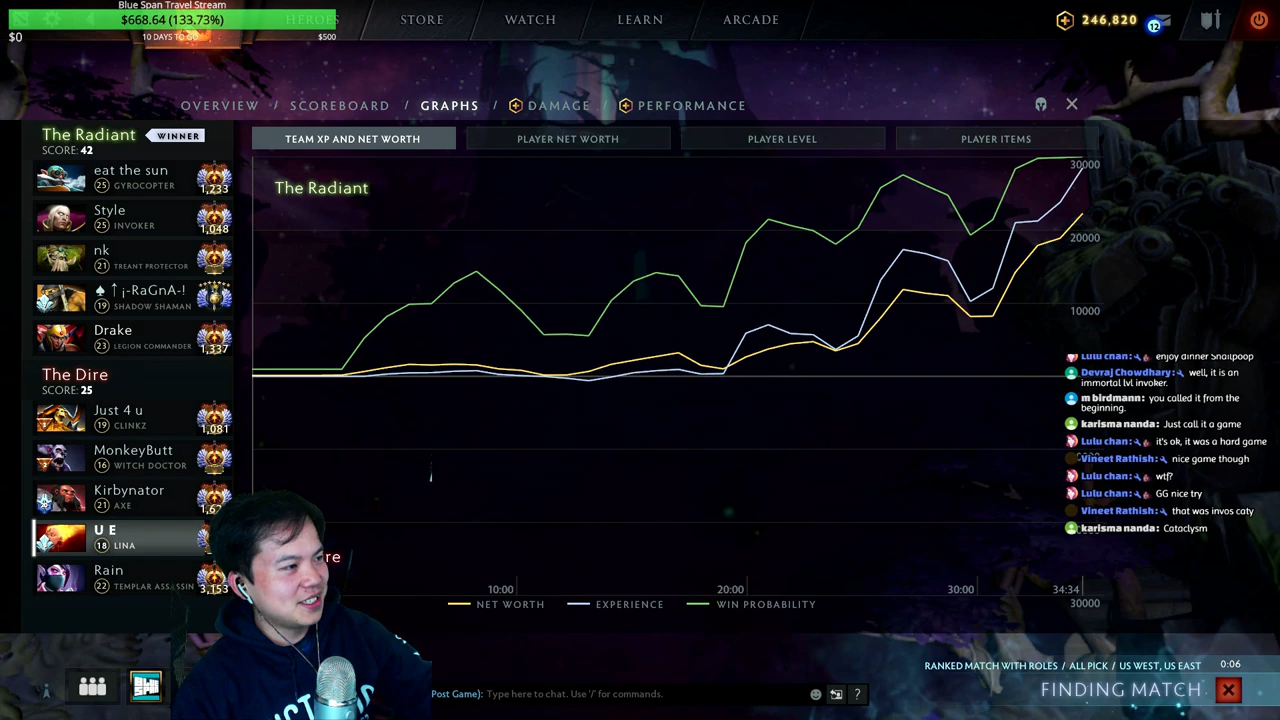 Blue Span Travel Stream
$668.64 (133.73%)
$0
10 DAYS TO GO
$500
HEROES
STORE
WATCH
LEARN
ARCADE
246,820
12
OVERVIEW / SCOREBOARD / GRAPHS / DAMAGE / PERFORMANCE
The Radiant
WINNER
SCORE: 42
eat the sun
25 GYROCOPTER
1,233
Style
25 INVOKER
1,048
nk
21 TREANT PROTECTOR
♠ ↑ ¡-RaGnA-!
19 SHADOW SHAMAN
Drake
23 LEGION COMMANDER
1,337
The Dire
SCORE: 25
Just 4 u
19 CLINKZ
1,081
MonkeyButt
16 WITCH DOCTOR
Kirbynator
21 AXE
U E
18 LINA
Rain
22 TEMPLAR ASSASSIN
3,153
TEAM XP AND NET WORTH
PLAYER NET WORTH
PLAYER LEVEL
PLAYER ITEMS
The Radiant
30000
20000
10000
10:00
20:00
30:00
34:34
30000
NET WORTH
EXPERIENCE
WIN PROBABILITY
Lulu chan: enjoy dinner Snailpoop
Devraj Chowdhary: well, it is an
immortal lvl invoker.
m birdmann: you called it from the
beginning.
karisma nanda: Just call it a game
Lulu chan: it's ok, it was a hard game
Vineet Rathish: nice game though
Lulu chan: wtf?
Lulu chan: GG nice try
Vineet Rathish: that was invos caty
karisma nanda: Cataclysm
RANKED MATCH WITH ROLES / ALL PICK / US WEST, US EAST
0:06
FINDING MATCH
Post Game): Type here to chat. Use '/' for commands.
?